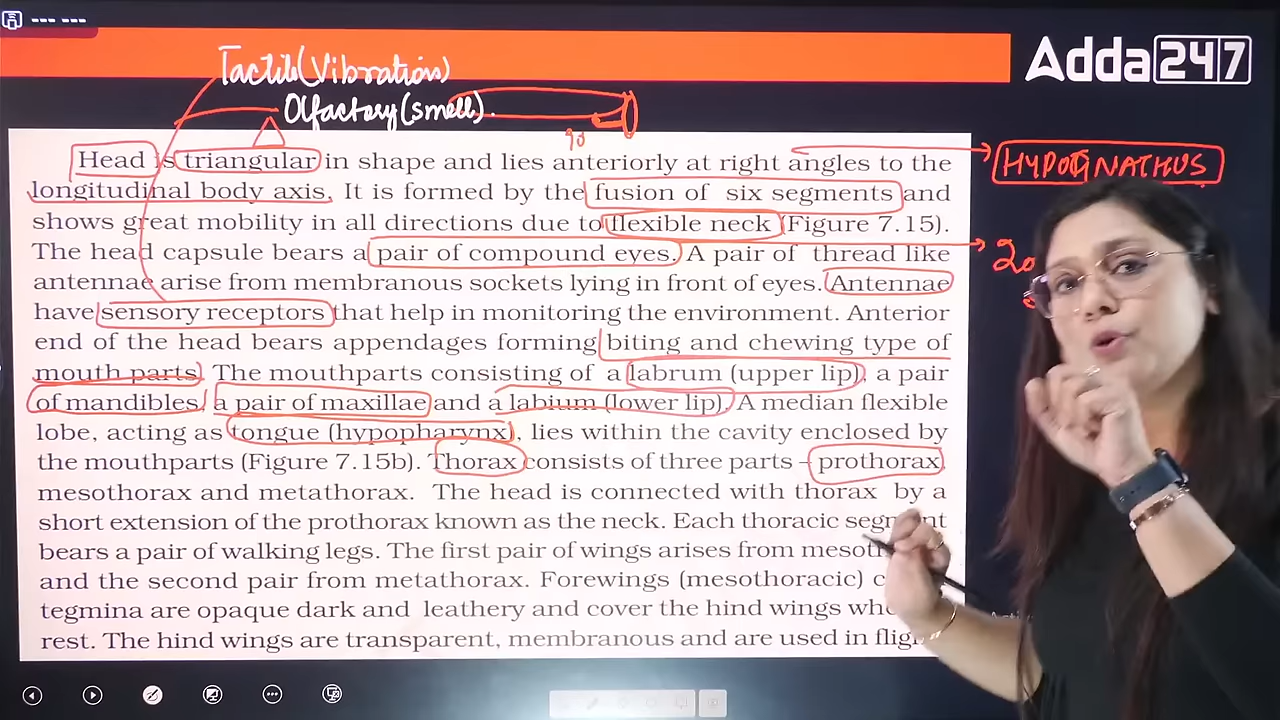 Tactile(Vibration)
Adda 247
Olfactory(smell).
90
Head is triangular in shape and lies anteriorly at right angles to the
HYPOGNATHUS
longitudinal body axis. It is formed by the fusion of six segments and
shows great mobility in all directions due to flexible neck (Figure 7.15).
The head capsule bears a pair of compound eyes. A pair of thread like
20
antennae arise from membranous sockets lying in front of eyes. Antennae
have sensory receptors that help in monitoring the environment. Anterior
end of the head bears appendages forming biting and chewing type of
mouth parts. The mouthparts consisting of a labrum (upper lip), a pair
of mandibles, a pair of maxillae and a labium (lower lip). A median flexible
lobe, acting as tongue (hypopharynx), lies within the cavity enclosed by
the mouthparts (Figure 7.15b). Thorax consists of three parts – prothorax,
mesothorax and metathorax. The head is connected with thorax by a
short extension of the prothorax known as the neck. Each thoracic segment
bears a pair of walking legs. The first pair of wings arises from mesot
and the second pair from metathorax. Forewings (mesothoracic) c
tegmina are opaque dark and leathery and cover the hind wings whe
rest. The hind wings are transparent, membranous and are used in fligh